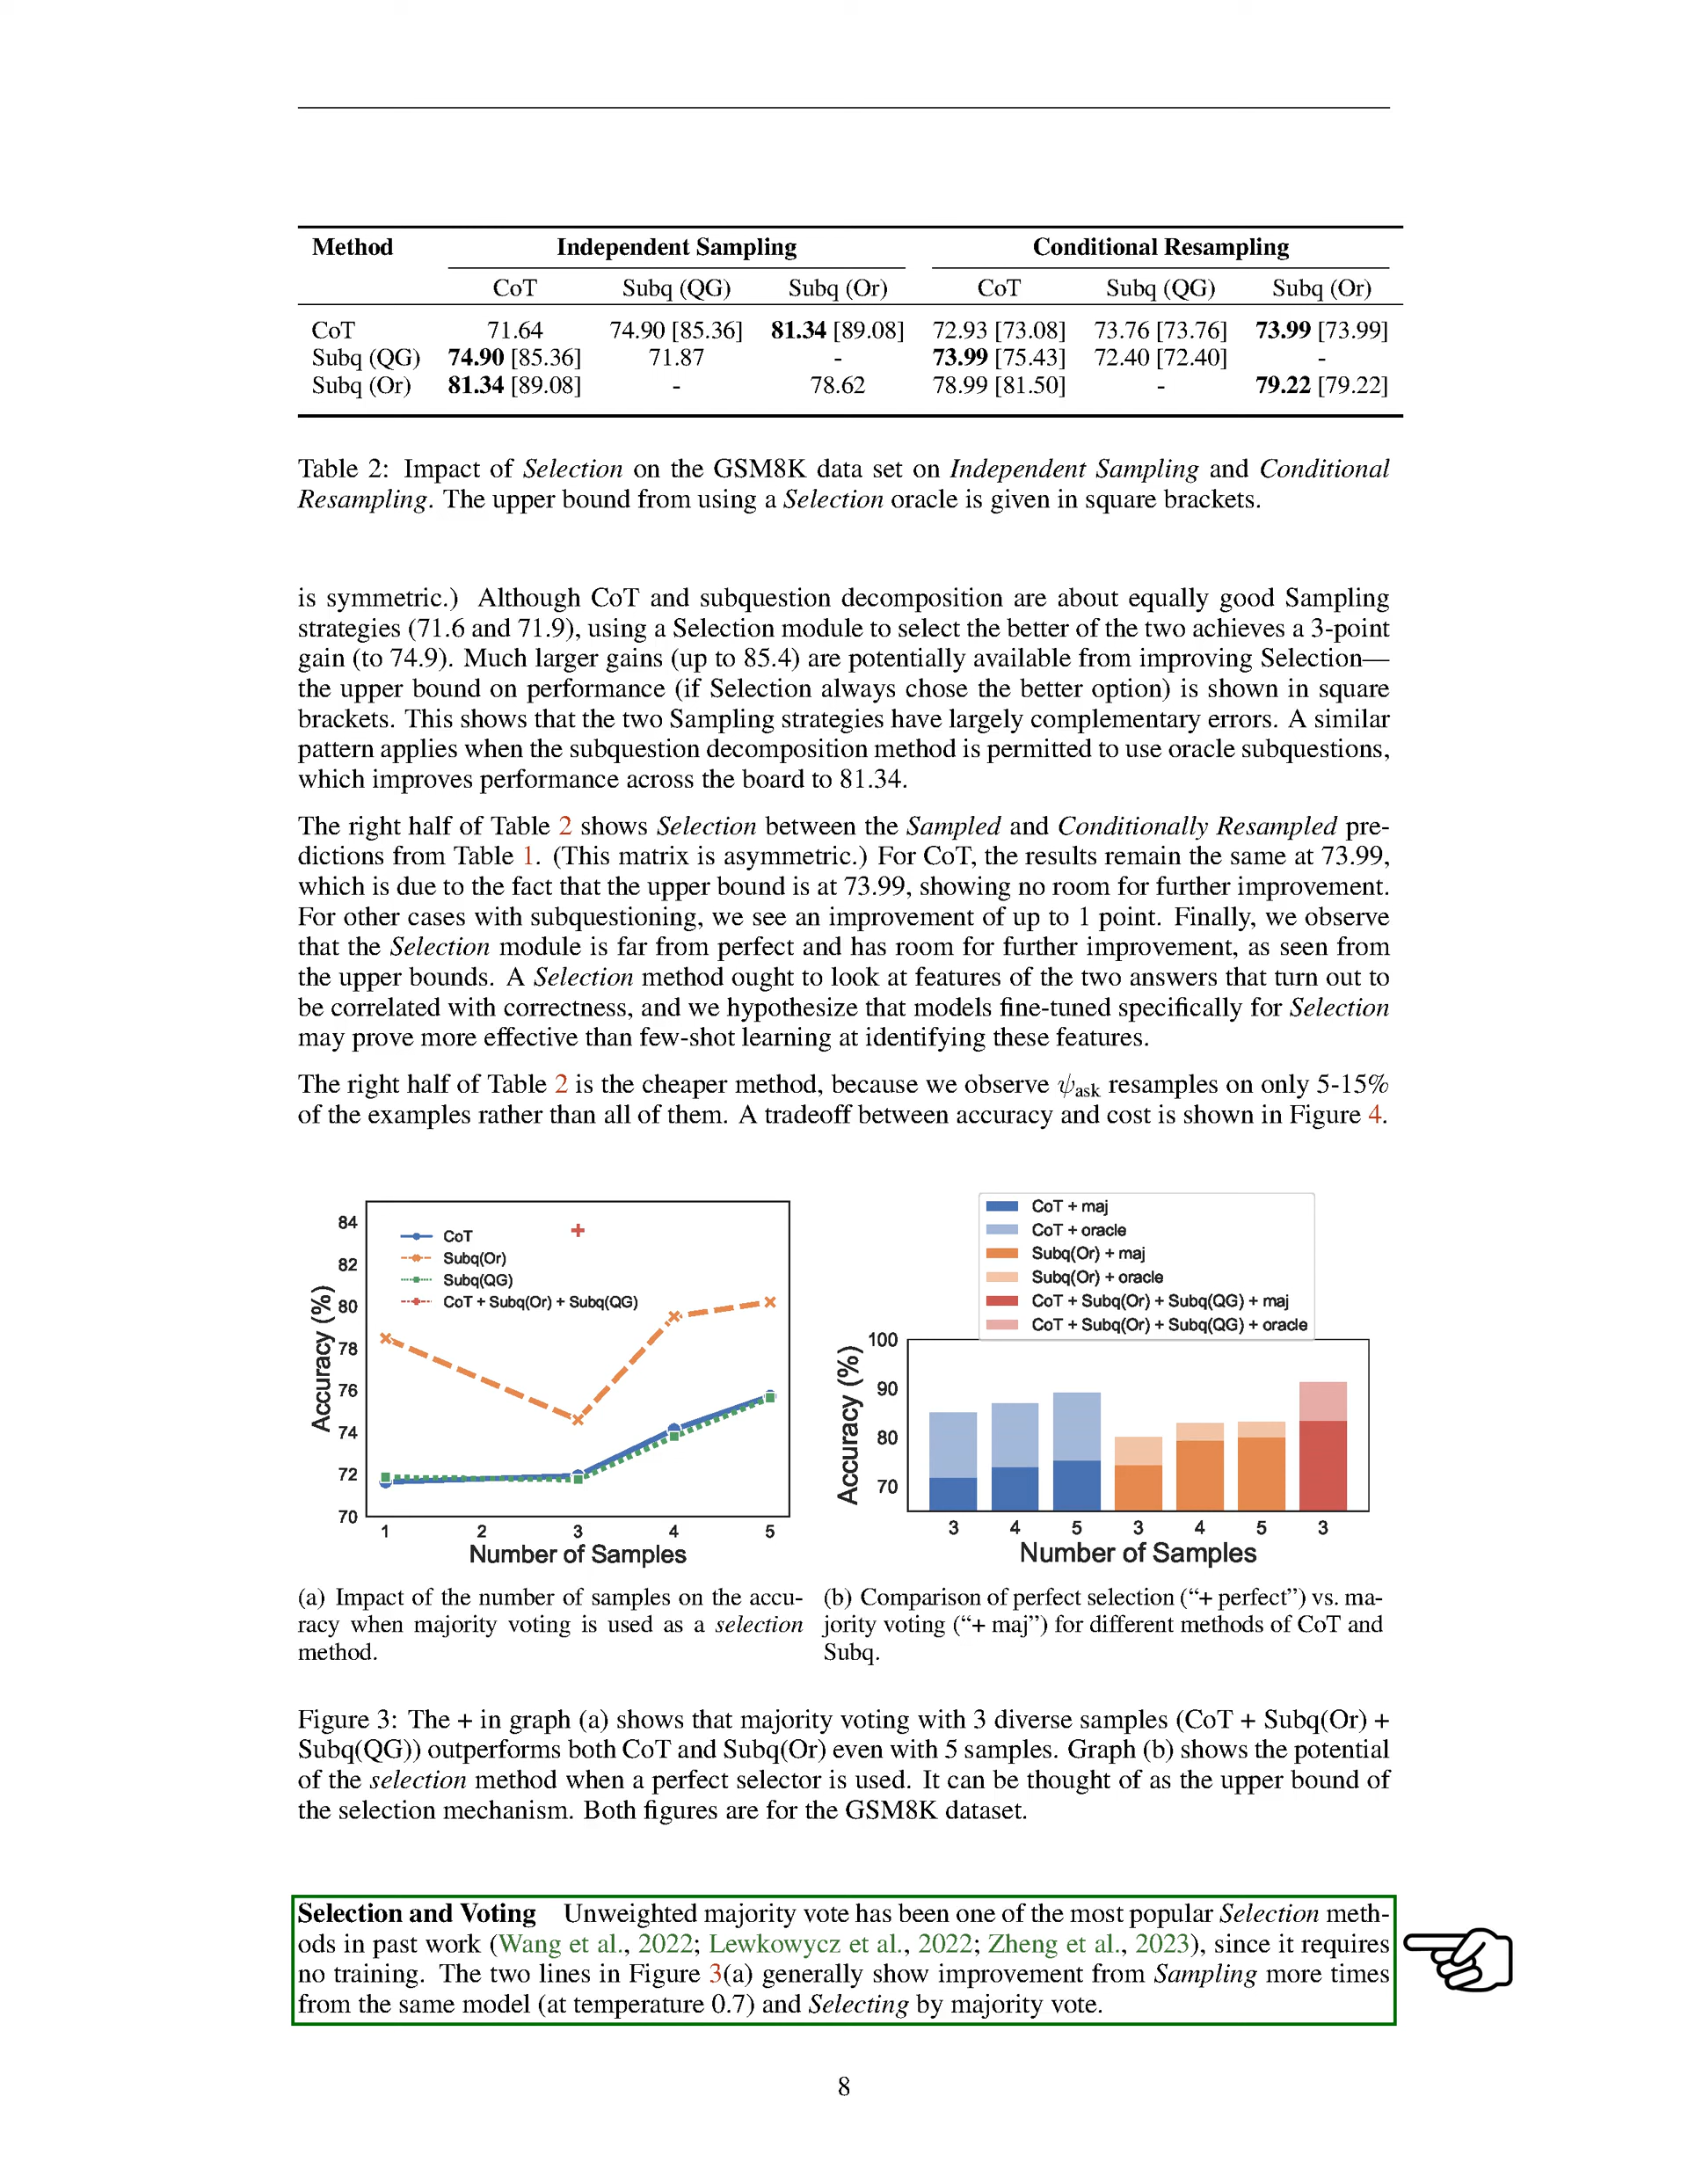 Method Independent Sampling Conditional Resampling
CoT Subq (QG) Subq (Or) CoT Subq (QG) Subq (Or)
CoT 71.64 74.90 [85.36] 81.34 [89.08] 72.93 [73.08] 73.76 [73.76] 73.99 [73.99]
Subq (QG) 74.90 [85.36] 71.87 - 73.99 [75.43] 72.40 [72.40] -
Subq (Or) 81.34 [89.08] - 78.62 78.99 [81.50] - 79.22 [79.22]
Table 2: Impact of Selection on the GSM8K data set on Independent Sampling and Conditional
Resampling. The upper bound from using a Selection oracle is given in square brackets.
is symmetric.) Although CoT and subquestion decomposition are about equally good Sampling
strategies (71.6 and 71.9), using a Selection module to select the better of the two achieves a 3-point
gain (to 74.9). Much larger gains (up to 85.4) are potentially available from improving Selection—
the upper bound on performance (if Selection always chose the better option) is shown in square
brackets. This shows that the two Sampling strategies have largely complementary errors. A similar
pattern applies when the subquestion decomposition method is permitted to use oracle subquestions,
which improves performance across the board to 81.34.
The right half of Table 2 shows Selection between the Sampled and Conditionally Resampled pre-
dictions from Table 1. (This matrix is asymmetric.) For CoT, the results remain the same at 73.99,
which is due to the fact that the upper bound is at 73.99, showing no room for further improvement.
For other cases with subquestioning, we see an improvement of up to 1 point. Finally, we observe
that the Selection module is far from perfect and has room for further improvement, as seen from
the upper bounds. A Selection method ought to look at features of the two answers that turn out to
be correlated with correctness, and we hypothesize that models fine-tuned specifically for Selection
may prove more effective than few-shot learning at identifying these features.
The right half of Table 2 is the cheaper method, because we observe ψask resamples on only 5-15%
of the examples rather than all of them. A tradeoff between accuracy and cost is shown in Figure 4.
84
82
80
78
76
74
72
70
Accuracy (%)
CoT
Subq(Or)
Subq(QG)
CoT + Subq(Or) + Subq(QG)
1 2 3 4 5
Number of Samples
CoT + maj
CoT + oracle
Subq(Or) + maj
Subq(Or) + oracle
CoT + Subq(Or) + Subq(QG) + maj
CoT + Subq(Or) + Subq(QG) + oracle
100
90
80
70
Accuracy (%)
3 4 5 3 4 5 3
Number of Samples
(a) Impact of the number of samples on the accu-
racy when majority voting is used as a selection
method.
(b) Comparison of perfect selection (“+ perfect”) vs. ma-
jority voting (“+ maj”) for different methods of CoT and
Subq.
Figure 3: The + in graph (a) shows that majority voting with 3 diverse samples (CoT + Subq(Or) +
Subq(QG)) outperforms both CoT and Subq(Or) even with 5 samples. Graph (b) shows the potential
of the selection method when a perfect selector is used. It can be thought of as the upper bound of
the selection mechanism. Both figures are for the GSM8K dataset.
Selection and Voting Unweighted majority vote has been one of the most popular Selection meth-
ods in past work (Wang et al., 2022; Lewkowycz et al., 2022; Zheng et al., 2023), since it requires
no training. The two lines in Figure 3(a) generally show improvement from Sampling more times
from the same model (at temperature 0.7) and Selecting by majority vote.
8